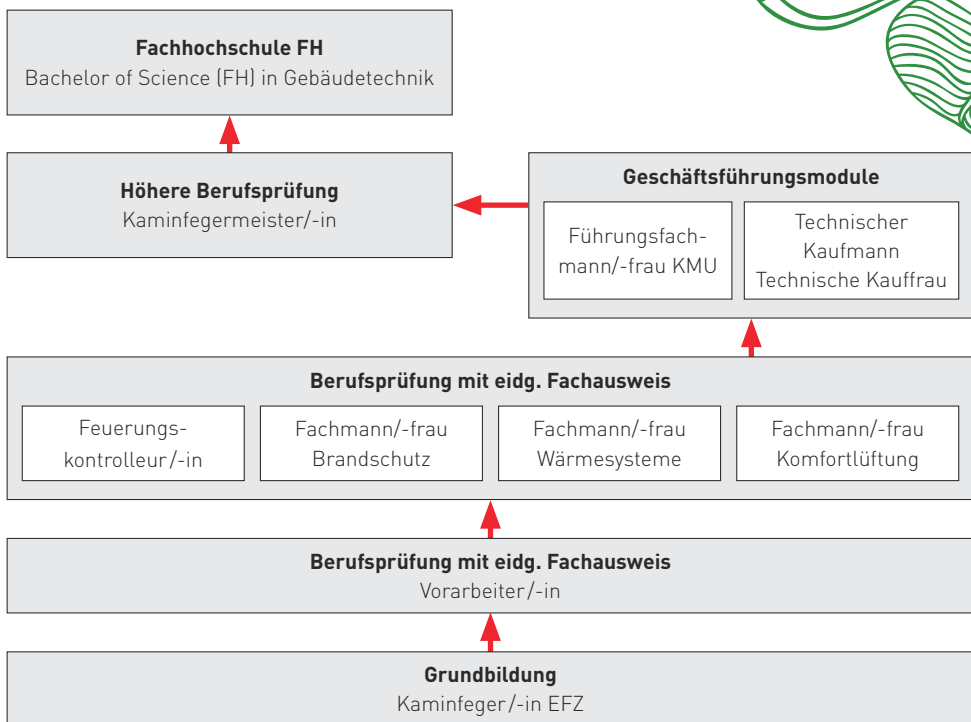 Fachhochschule FH
Bachelor of Science (FH) in Gebäudetechnik
Höhere Berufsprüfung
Kaminfegermeister/-in
Geschäftsführungsmodule
Führungsfach-
mann/-frau KMU
Technischer
Kaufmann
Technische Kauffrau
Berufsprüfung mit eidg. Fachausweis
Feuerungs-
kontrolleur/-in
Fachmann/-frau
Brandschutz
Fachmann/-frau
Wärmesysteme
Fachmann/-frau
Komfortlüftung
Berufsprüfung mit eidg. Fachausweis
Vorarbeiter/-in
Grundbildung
Kaminfeger/-in EFZ